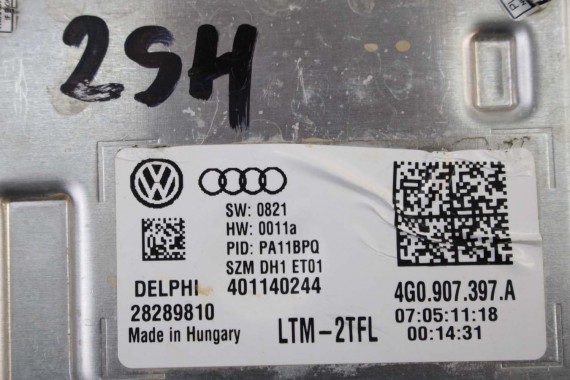 2SH
SW: 0821
HW: 0011a
PID: PA11BPQ
SZM DH1 ET01
DELPHI 401140244
28289810
Made in Hungary
LTM-2TFL
4G0.907.397.A
07:05:11:18
00:14:31